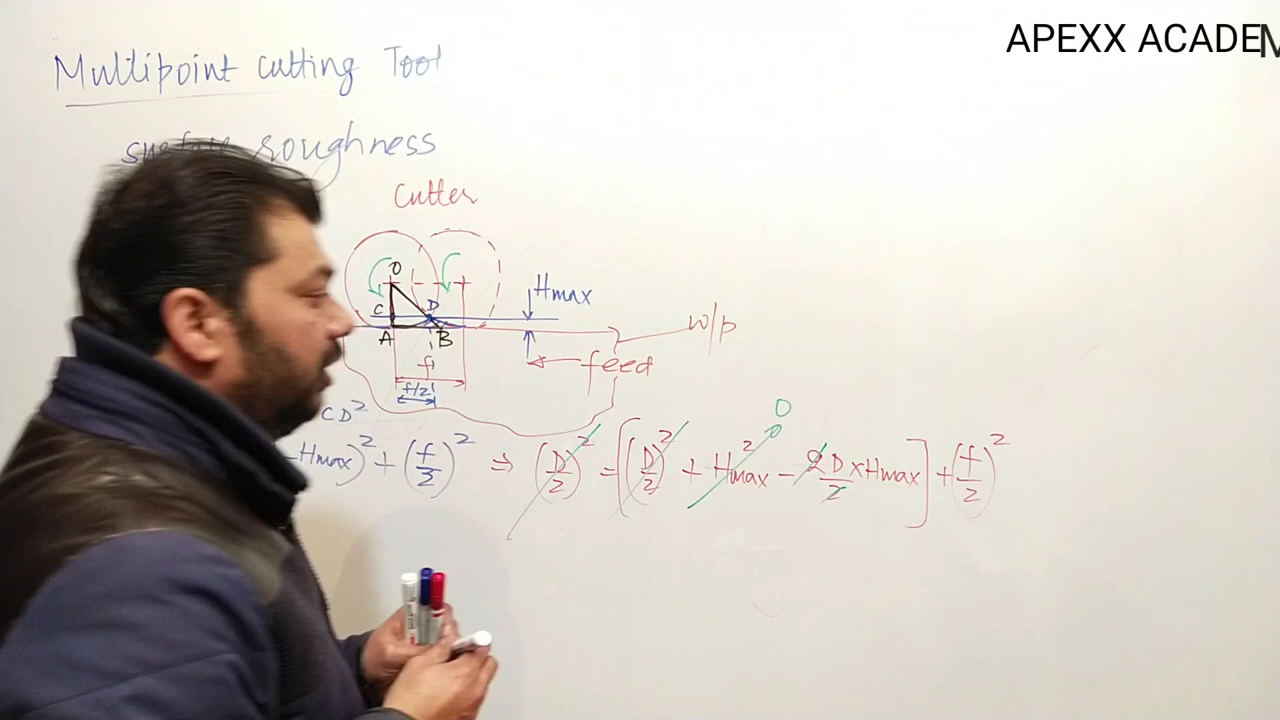 APEXX ACADEM
Multipoint cutting Tool
roughness
Cutter
O
C
D
A
B
Hmax
w/p
feed
f
f/2
CD²
-Hmax)² + (f/2)² ⇒ (D/2)² = [(D/2)² + H²max - 2D/2 x Hmax] + (f/2)²
0